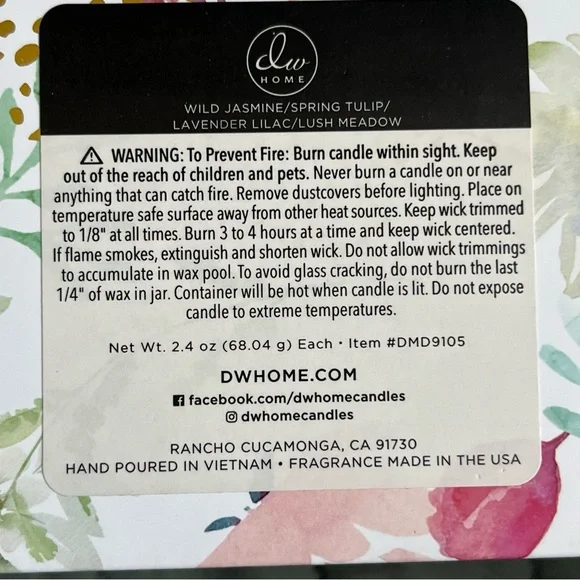 dw
HOME
WILD JASMINE/SPRING TULIP/
LAVENDER LILAC/LUSH MEADOW
⚠ WARNING: To Prevent Fire: Burn candle within sight. Keep
out of the reach of children and pets. Never burn a candle on or near
anything that can catch fire. Remove dustcovers before lighting. Place on
temperature safe surface away from other heat sources. Keep wick trimmed
to 1/8" at all times. Burn 3 to 4 hours at a time and keep wick centered.
If flame smokes, extinguish and shorten wick. Do not allow wick trimmings
to accumulate in wax pool. To avoid glass cracking, do not burn the last
1/4" of wax in jar. Container will be hot when candle is lit. Do not expose
candle to extreme temperatures.
Net Wt. 2.4 oz (68.04 g) Each • Item #DMD9105
DWHOME.COM
facebook.com/dwhomecandles
dwhomecandles
RANCHO CUCAMONGA, CA 91730
HAND POURED IN VIETNAM • FRAGRANCE MADE IN THE USA